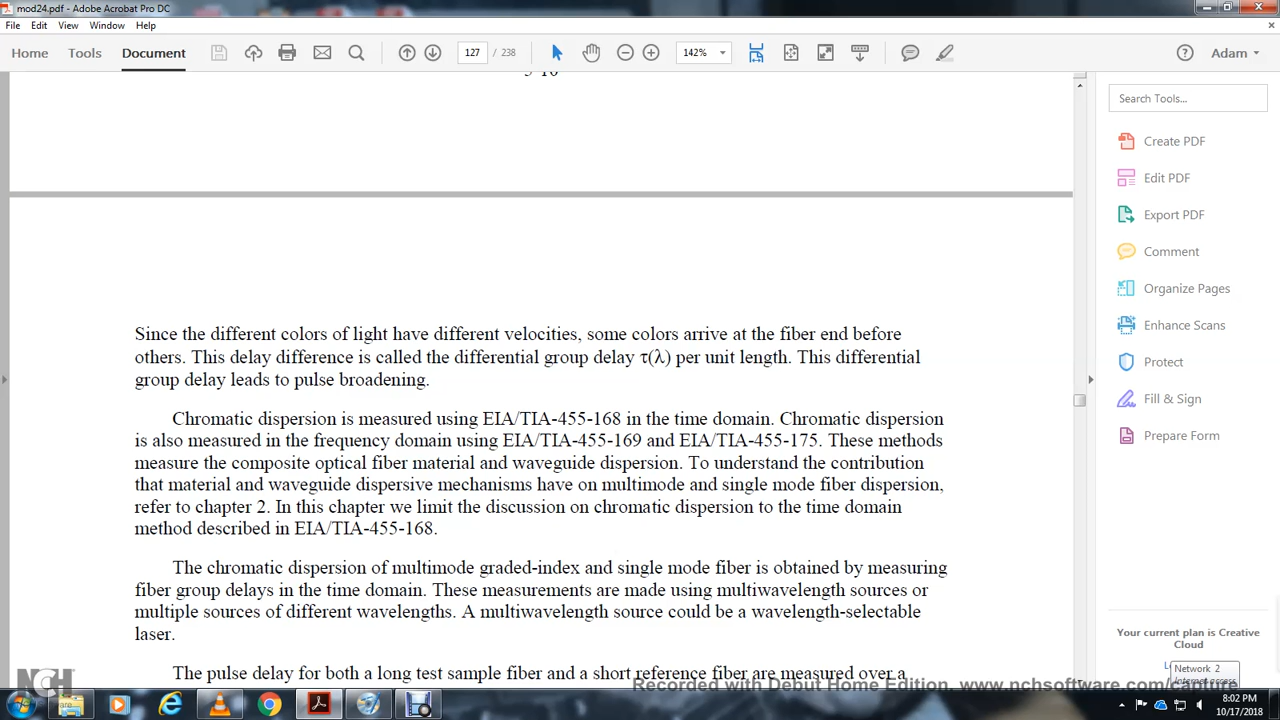 mod24.pdf - Adobe Acrobat Pro DC
File Edit View Window Help
Home Tools Document 127 / 238 142% Adam
5-10
Search Tools...
Create PDF
Edit PDF
Export PDF
Comment
Organize Pages
Enhance Scans
Protect
Fill & Sign
Prepare Form
Since the different colors of light have different velocities, some colors arrive at the fiber end before
others. This delay difference is called the differential group delay τ(λ) per unit length. This differential
group delay leads to pulse broadening.
Chromatic dispersion is measured using EIA/TIA-455-168 in the time domain. Chromatic dispersion
is also measured in the frequency domain using EIA/TIA-455-169 and EIA/TIA-455-175. These methods
measure the composite optical fiber material and waveguide dispersion. To understand the contribution
that material and waveguide dispersive mechanisms have on multimode and single mode fiber dispersion,
refer to chapter 2. In this chapter we limit the discussion on chromatic dispersion to the time domain
method described in EIA/TIA-455-168.
The chromatic dispersion of multimode graded-index and single mode fiber is obtained by measuring
fiber group delays in the time domain. These measurements are made using multiwavelength sources or
multiple sources of different wavelengths. A multiwavelength source could be a wavelength-selectable
laser.
The pulse delay for both a long test sample fiber and a short reference fiber are measured over a
Your current plan is Creative
Cloud
Network 2
Internet access
NCH
Recorded with Debut Home Edition. www.nchsoftware.com/capture
8:02 PM
10/17/2018